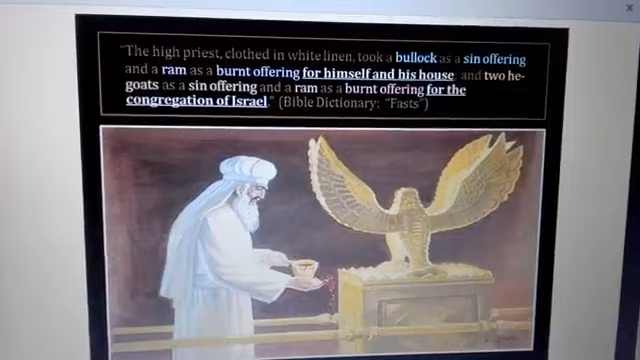 "The high priest, clothed in white linen, took a bullock as a sin offering
and a ram as a burnt offering for himself and his house; and two he-
goats as a sin offering and a ram as a burnt offering for the
congregation of Israel." (Bible Dictionary: "Fasts")